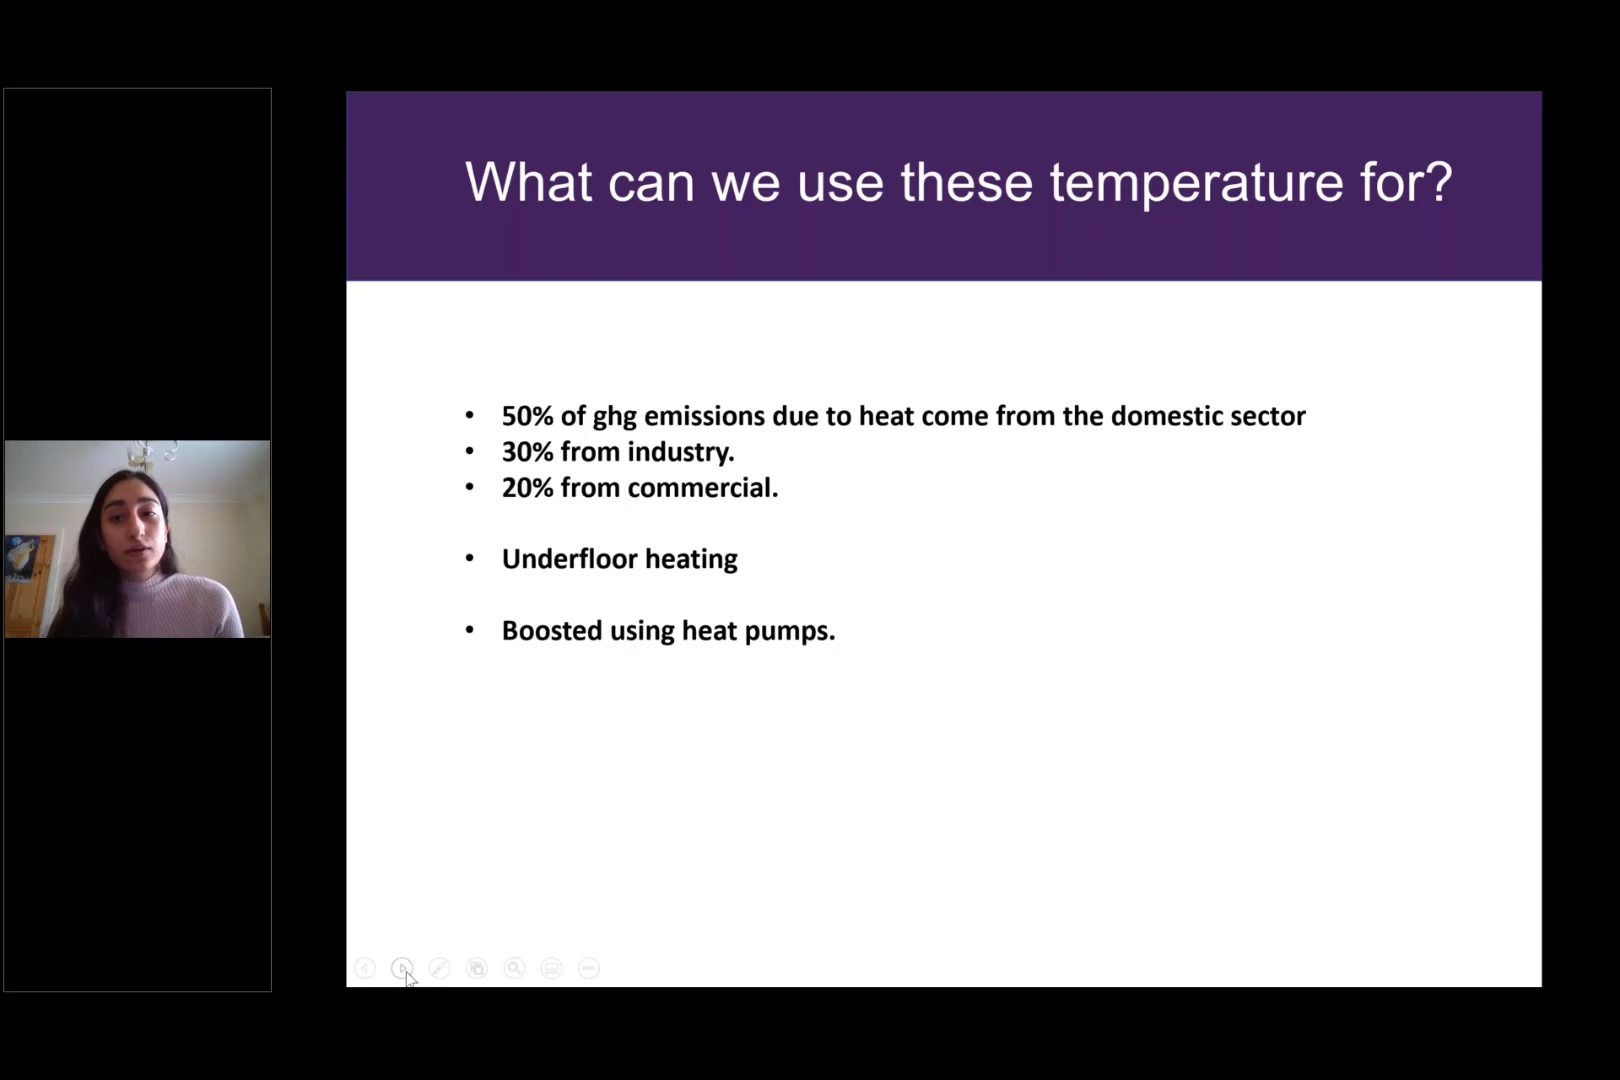 What can we use these temperature for?
• 50% of ghg emissions due to heat come from the domestic sector
• 30% from industry.
• 20% from commercial.
• Underfloor heating
• Boosted using heat pumps.